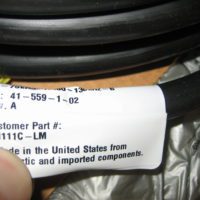 : 41-559-1-02
. A
stomer Part #:
111C-LM
de in the United States from
stic and imported components.